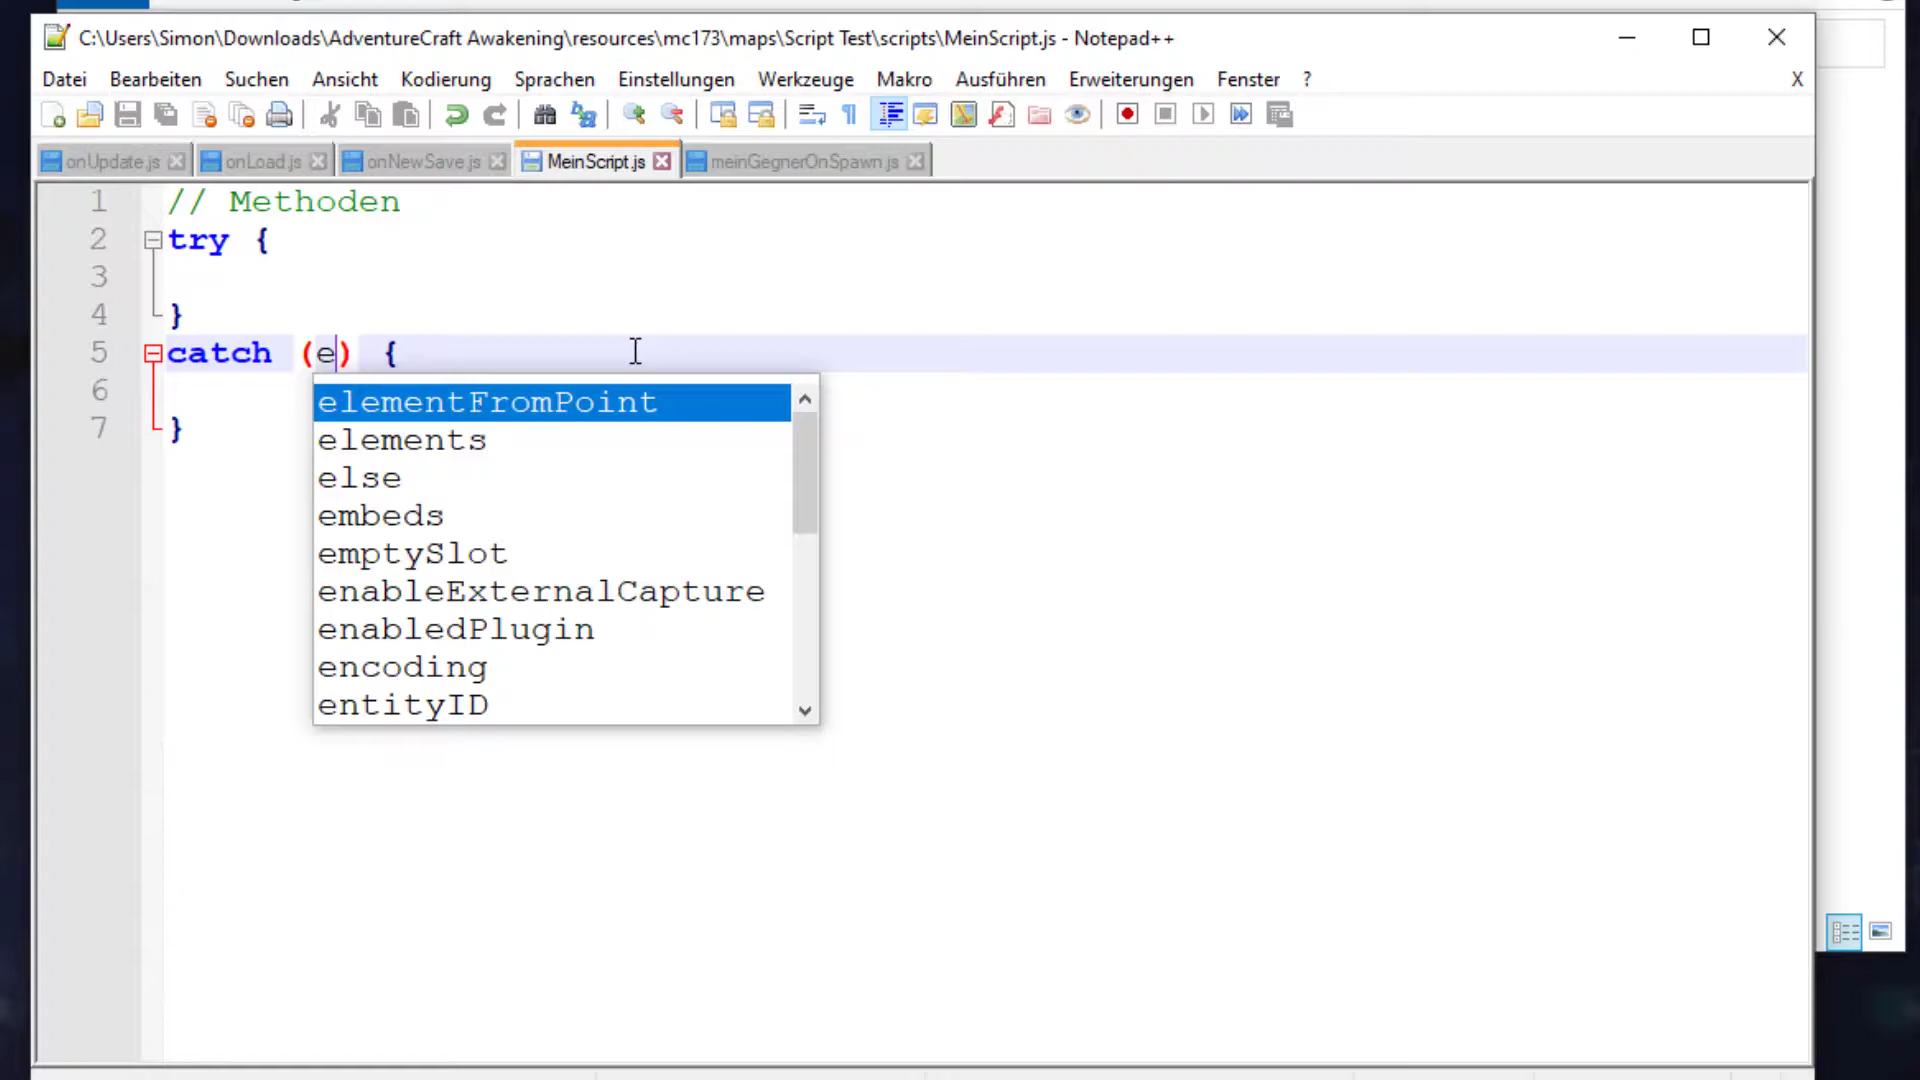 C:\Users\Simon\Downloads\AdventureCraft Awakening\resources\mc173\maps\Script Test\scripts\MeinScript.js - Notepad++
Datei Bearbeiten Suchen Ansicht Kodierung Sprachen Einstellungen Werkzeuge Makro Ausführen Erweiterungen Fenster ? X
onUpdate.js onLoad.js onNewSave.js MeinScript.js meinGegnerOnSpawn.js
1 // Methoden
2 try {
3
4 }
5 catch (e) {
6
7 }
elementFromPoint
elements
else
embeds
emptySlot
enableExternalCapture
enabledPlugin
encoding
entityID